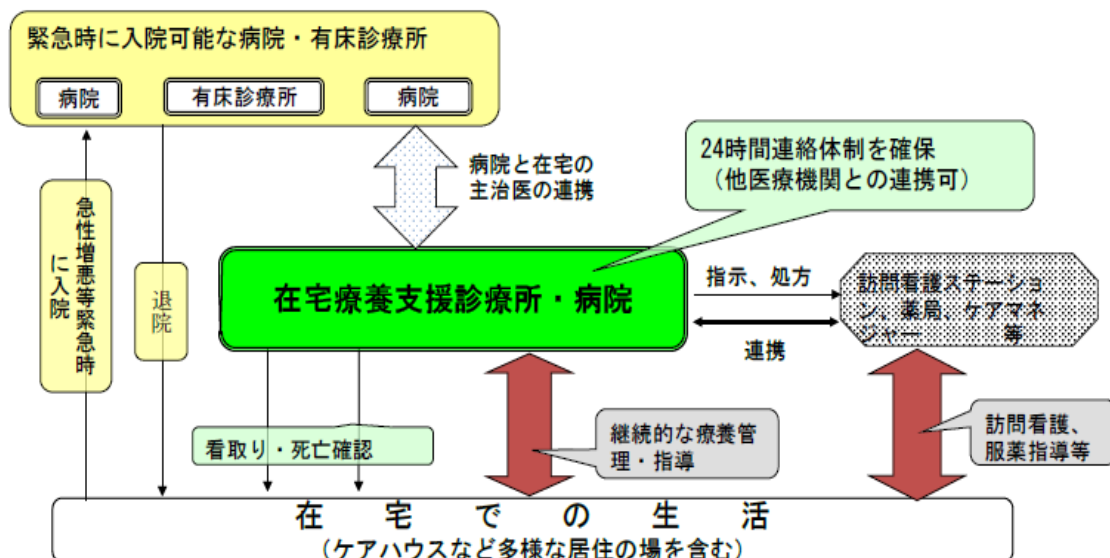 緊急時に入院可能な病院・有床診療所
病院
有床診療所
病院
病院と在宅の
主治医の連携
24時間連絡体制を確保
（他医療機関との連携可）
急性増悪等緊急時
に入院
退院
在宅療養支援診療所・病院
指示、処方
連携
訪問看護ステーショ
ン、薬局、ケアマネ
ジャー　　　等
看取り・死亡確認
継続的な療養管
理・指導
訪問看護、
服薬指導等
在　宅　で　の　生　活
（ケアハウスなど多様な居住の場を含む）